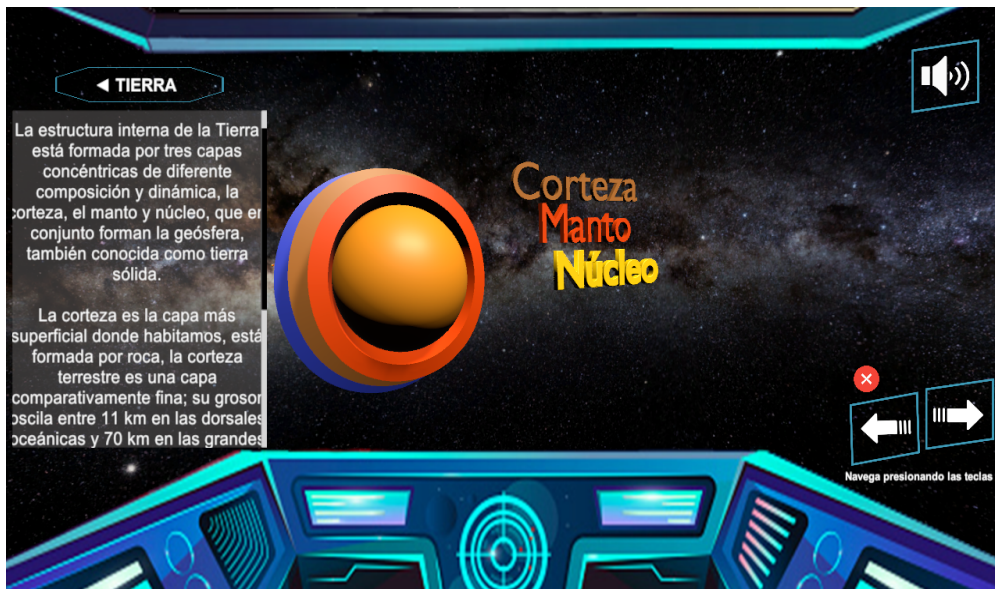 TIERRA
La estructura interna de la Tierra
está formada por tres capas
concéntricas de diferente
composición y dinámica, la
corteza, el manto y núcleo, que en
conjunto forman la geósfera,
también conocida como tierra
sólida.
La corteza es la capa más
superficial donde habitamos, está
formada por roca, la corteza
terrestre es una capa
comparativamente fina; su grosor
oscila entre 11 km en las dorsales
oceánicas y 70 km en las grandes
Corteza
Manto
Núcleo
Navega presionando las teclas